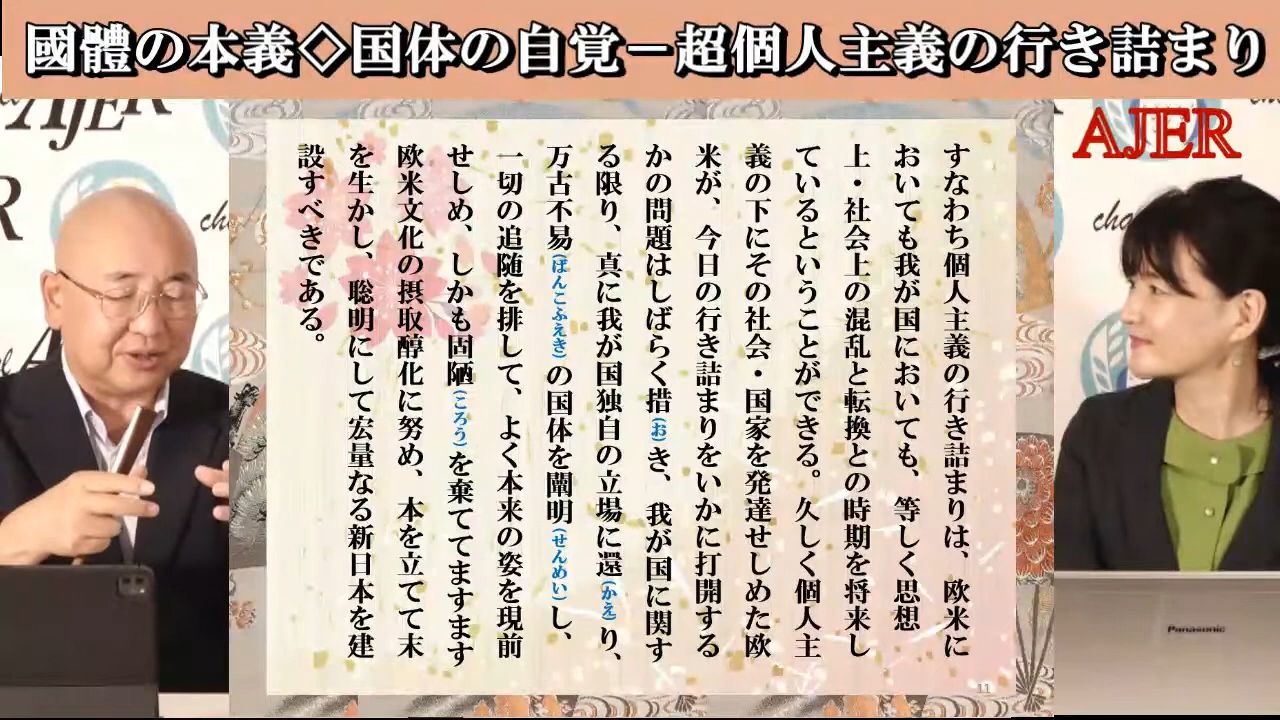 國體の本義◇国体の自覚－超個人主義の行き詰まり
AJER
すなわち個人主義の行き詰まりは、欧米に
おいても我が国においても、等しく思想
上・社会上の混乱と転換との時期を将来し
ているということができる。久しく個人主
義の下にその社会・国家を発達せしめた欧
米が、今日の行き詰まりをいかに打開する
かの問題はしばらく措(お)き、我が国に関す
る限り、真に我が国独自の立場に還(かえ)り、
万古不易(ばんこふえき)の国体を闡明(せんめい)し、
一切の追随を排して、よく本来の姿を現前
せしめ、しかも固陋(ころう)を棄ててますます
欧米文化の摂取醇化に努め、本を立てて末
を生かし、聡明にして宏量なる新日本を建
設すべきである。
11
AJER
R
cha
cha
Panasonic